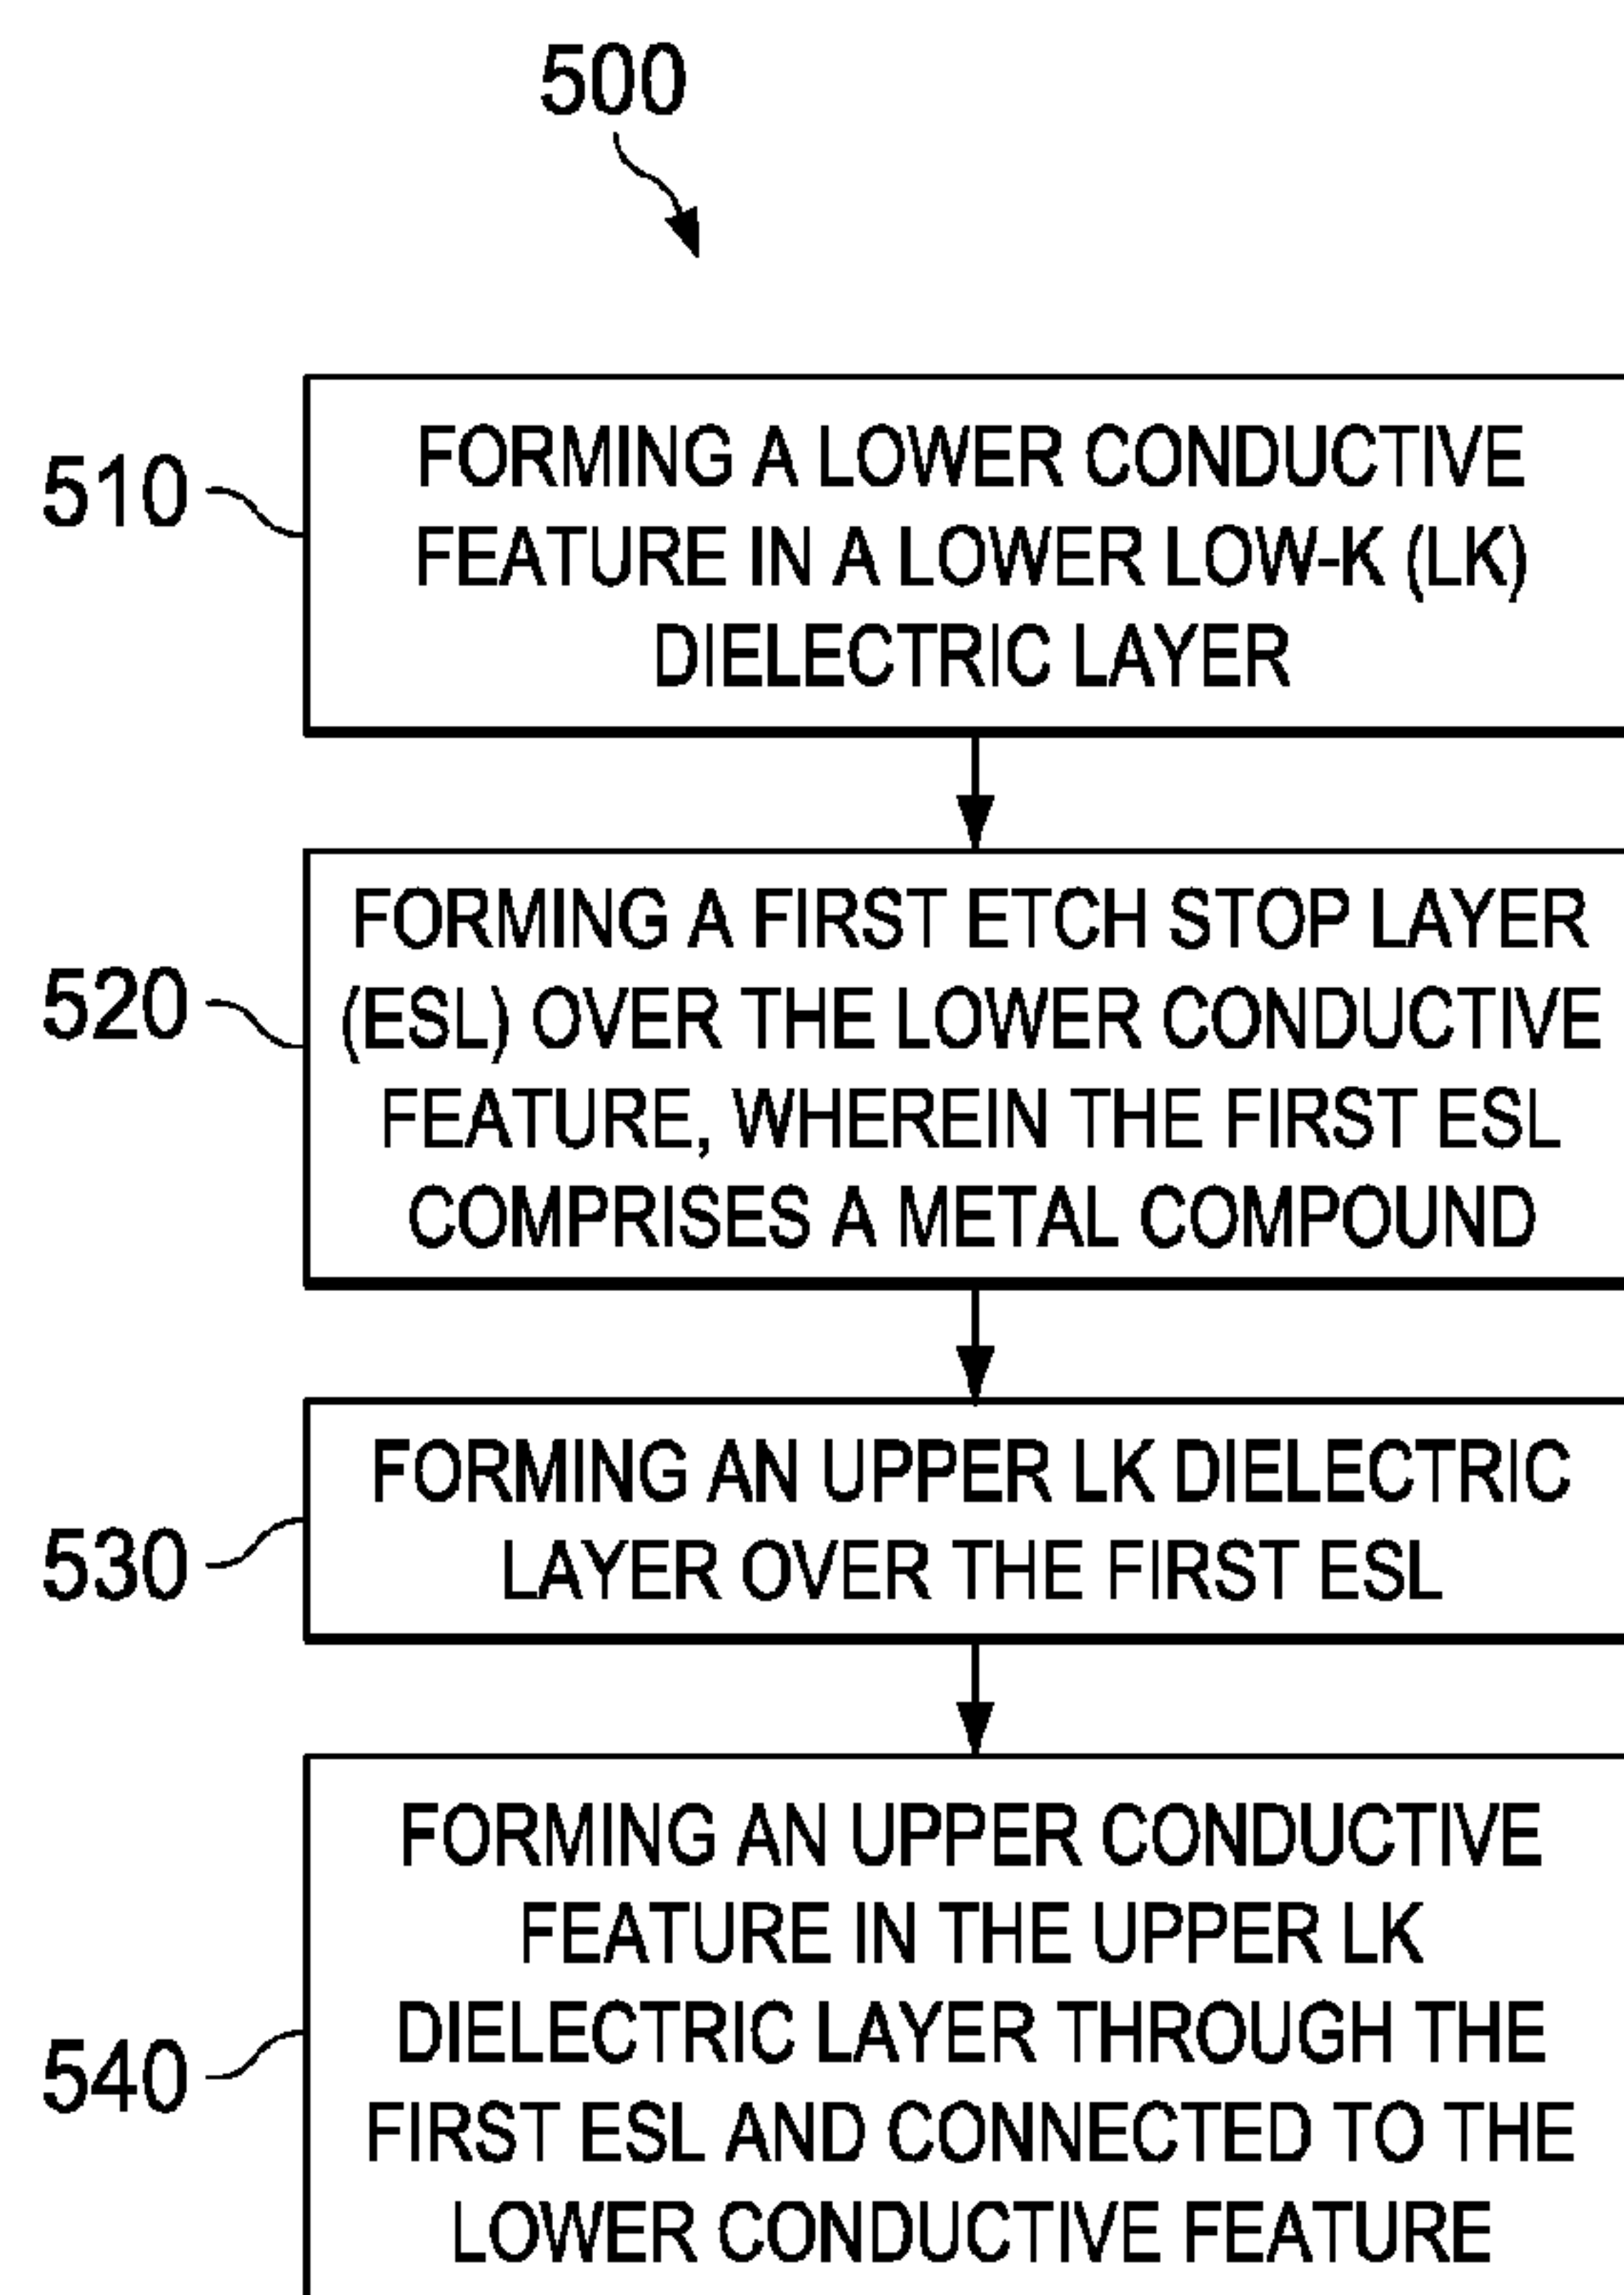 500
510
FORMING A LOWER CONDUCTIVE
FEATURE IN A LOWER LOW-K (LK)
DIELECTRIC LAYER
520
FORMING A FIRST ETCH STOP LAYER
(ESL) OVER THE LOWER CONDUCTIVE
FEATURE, WHEREIN THE FIRST ESL
COMPRISES A METAL COMPOUND
530
FORMING AN UPPER LK DIELECTRIC
LAYER OVER THE FIRST ESL
540
FORMING AN UPPER CONDUCTIVE
FEATURE IN THE UPPER LK
DIELECTRIC LAYER THROUGH THE
FIRST ESL AND CONNECTED TO THE
LOWER CONDUCTIVE FEATURE